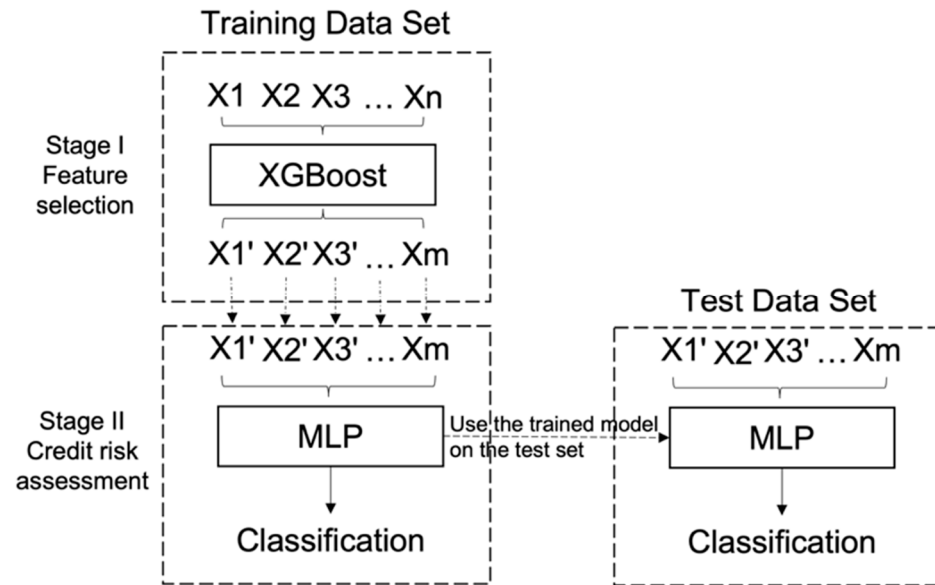 Training Data Set
X1 X2 X3 ... Xn
Stage I
Feature
selection
XGBoost
X1' X2' X3' ... Xm
Test Data Set
X1' X2' X3' ... Xm
X1' X2' X3' ... Xm
Stage II
Credit risk
assessment
MLP
Use the trained model
on the test set
MLP
Classification
Classification